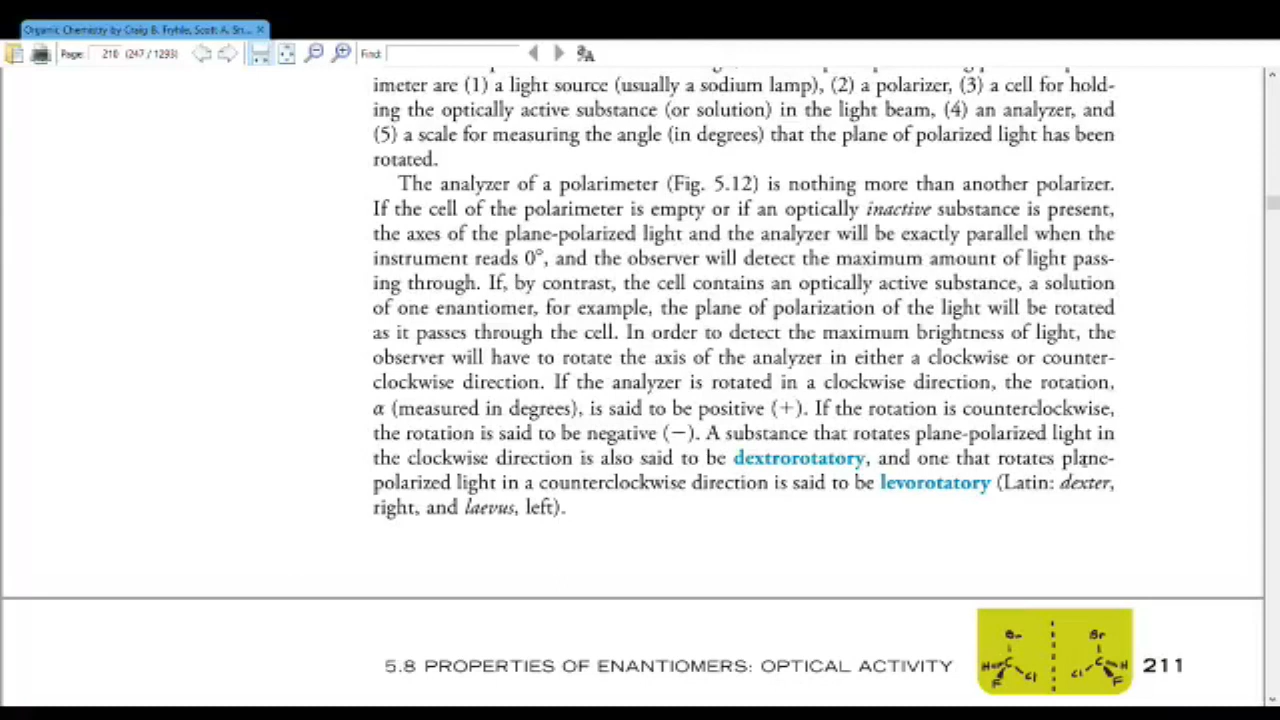 Organic Chemistry by Craig B. Fryhle, Scott A. Sn... ×
Page: 210 (247 / 1293) Find:
imeter are (1) a light source (usually a sodium lamp), (2) a polarizer, (3) a cell for hold-
ing the optically active substance (or solution) in the light beam, (4) an analyzer, and
(5) a scale for measuring the angle (in degrees) that the plane of polarized light has been
rotated.
The analyzer of a polarimeter (Fig. 5.12) is nothing more than another polarizer.
If the cell of the polarimeter is empty or if an optically inactive substance is present,
the axes of the plane-polarized light and the analyzer will be exactly parallel when the
instrument reads 0°, and the observer will detect the maximum amount of light pass-
ing through. If, by contrast, the cell contains an optically active substance, a solution
of one enantiomer, for example, the plane of polarization of the light will be rotated
as it passes through the cell. In order to detect the maximum brightness of light, the
observer will have to rotate the axis of the analyzer in either a clockwise or counter-
clockwise direction. If the analyzer is rotated in a clockwise direction, the rotation,
α (measured in degrees), is said to be positive (+). If the rotation is counterclockwise,
the rotation is said to be negative (−). A substance that rotates plane-polarized light in
the clockwise direction is also said to be dextrorotatory, and one that rotates plane-
polarized light in a counterclockwise direction is said to be levorotatory (Latin: dexter,
right, and laevus, left).
Br Br
5.8 PROPERTIES OF ENANTIOMERS: OPTICAL ACTIVITY 211
H C Cl Cl C H
F F